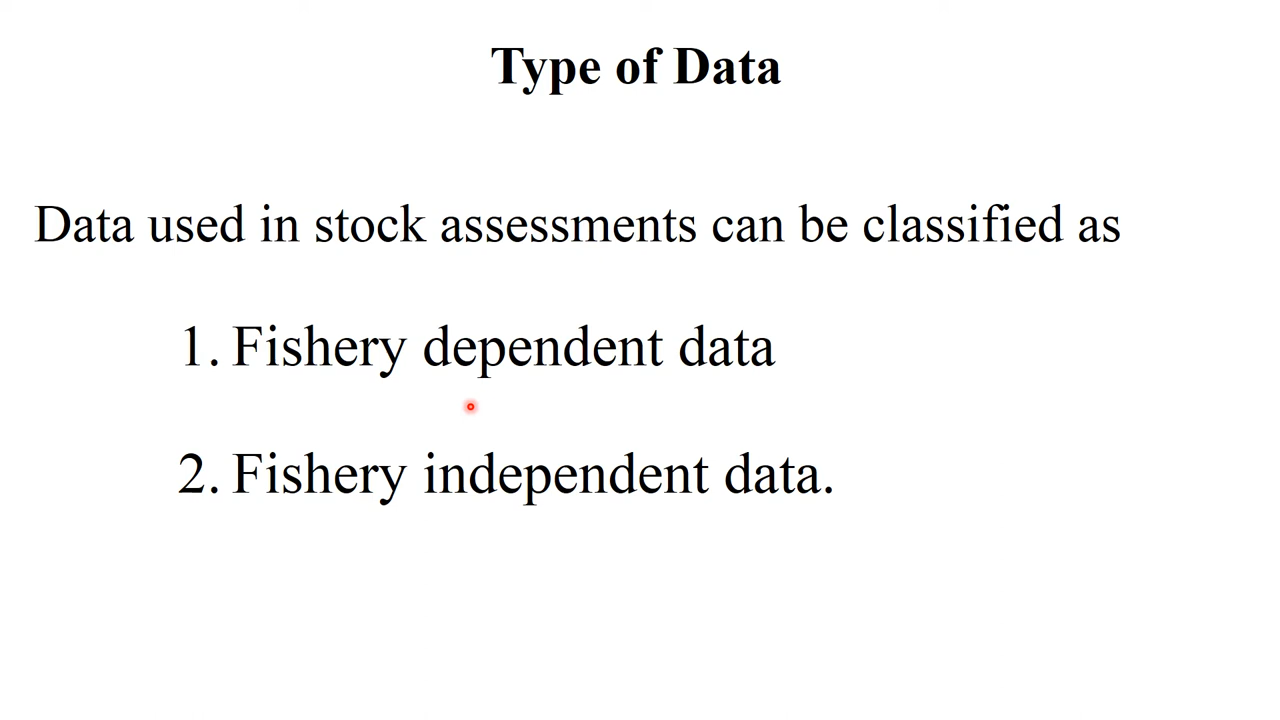 Type of Data
Data used in stock assessments can be classified as
1. Fishery dependent data
2. Fishery independent data.